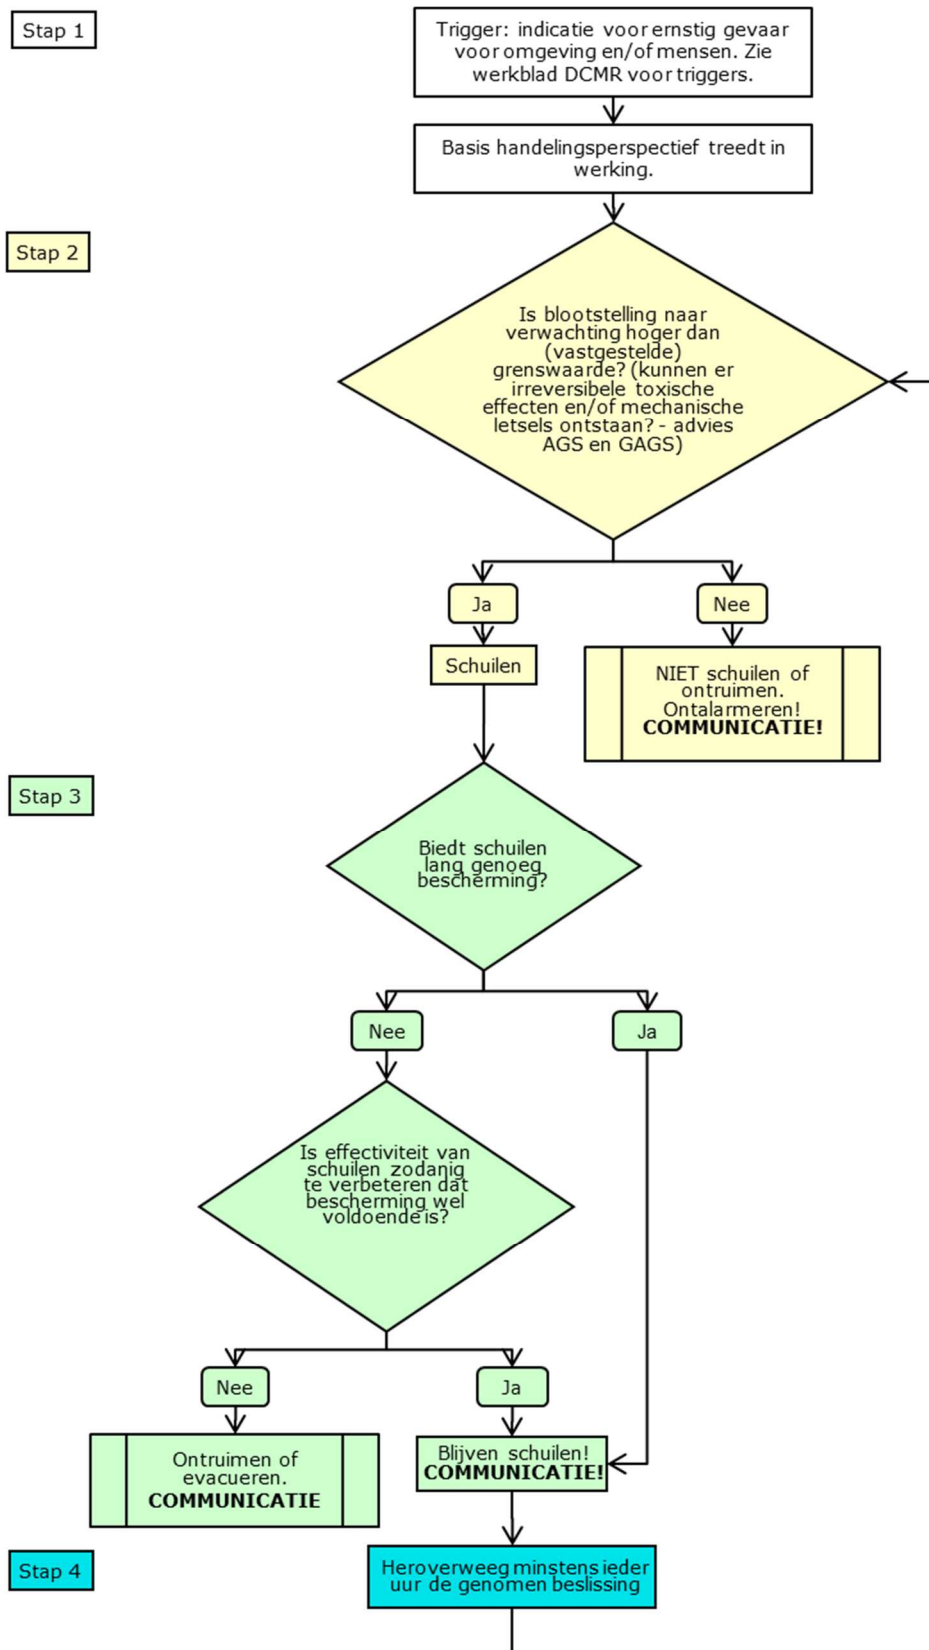 Stap 1
Trigger: indicatie voor ernstig gevaar
voor omgeving en/of mensen. Zie
werkblad DCMR voor triggers.
Basis handelingsperspectief treedt in
werking.
Stap 2
Is blootstelling naar
verwachting hoger dan
(vastgestelde)
grenswaarde? (kunnen er
irreversibele toxische
effecten en/of mechanische
letsels ontstaan? - advies
AGS en GAGS)
Ja
Nee
Schuilen
NIET schuilen of
ontruimen.
Ontalarmeren!
COMMUNICATIE!
Stap 3
Biedt schuilen
lang genoeg
bescherming?
Nee
Ja
Is effectiviteit van
schuilen zodanig
te verbeteren dat
bescherming wel
voldoende is?
Nee
Ja
Ontruimen of
evacueren.
COMMUNICATIE
Blijven schuilen!
COMMUNICATIE!
Stap 4
Heroverweeg minstens ieder
uur de genomen beslissing